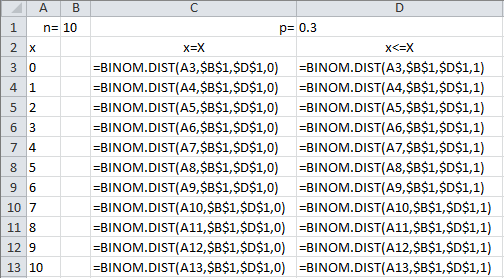 A B C D
1 n= 10 p= 0.3
2 x x=X x<=X
3 0 =BINOM.DIST(A3,$B$1,$D$1,0) =BINOM.DIST(A3,$B$1,$D$1,1)
4 1 =BINOM.DIST(A4,$B$1,$D$1,0) =BINOM.DIST(A4,$B$1,$D$1,1)
5 2 =BINOM.DIST(A5,$B$1,$D$1,0) =BINOM.DIST(A5,$B$1,$D$1,1)
6 3 =BINOM.DIST(A6,$B$1,$D$1,0) =BINOM.DIST(A6,$B$1,$D$1,1)
7 4 =BINOM.DIST(A7,$B$1,$D$1,0) =BINOM.DIST(A7,$B$1,$D$1,1)
8 5 =BINOM.DIST(A8,$B$1,$D$1,0) =BINOM.DIST(A8,$B$1,$D$1,1)
9 6 =BINOM.DIST(A9,$B$1,$D$1,0) =BINOM.DIST(A9,$B$1,$D$1,1)
10 7 =BINOM.DIST(A10,$B$1,$D$1,0) =BINOM.DIST(A10,$B$1,$D$1,1)
11 8 =BINOM.DIST(A11,$B$1,$D$1,0) =BINOM.DIST(A11,$B$1,$D$1,1)
12 9 =BINOM.DIST(A12,$B$1,$D$1,0) =BINOM.DIST(A12,$B$1,$D$1,1)
13 10 =BINOM.DIST(A13,$B$1,$D$1,0) =BINOM.DIST(A13,$B$1,$D$1,1)